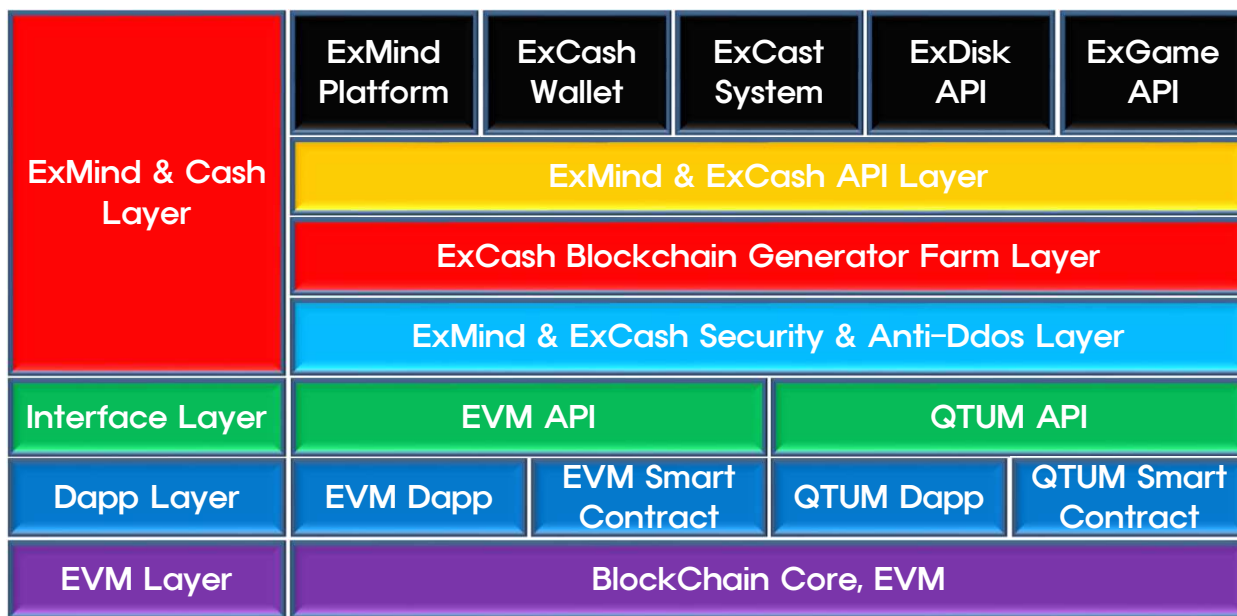 ExMind & Cash
Layer
ExMind
Platform
ExCash
Wallet
ExCast
System
ExDisk
API
ExGame
API
ExMind & ExCash API Layer
ExCash Blockchain Generator Farm Layer
ExMind & ExCash Security & Anti-Ddos Layer
Interface Layer
EVM API
QTUM API
Dapp Layer
EVM Dapp
EVM Smart
Contract
QTUM Dapp
QTUM Smart
Contract
EVM Layer
BlockChain Core, EVM